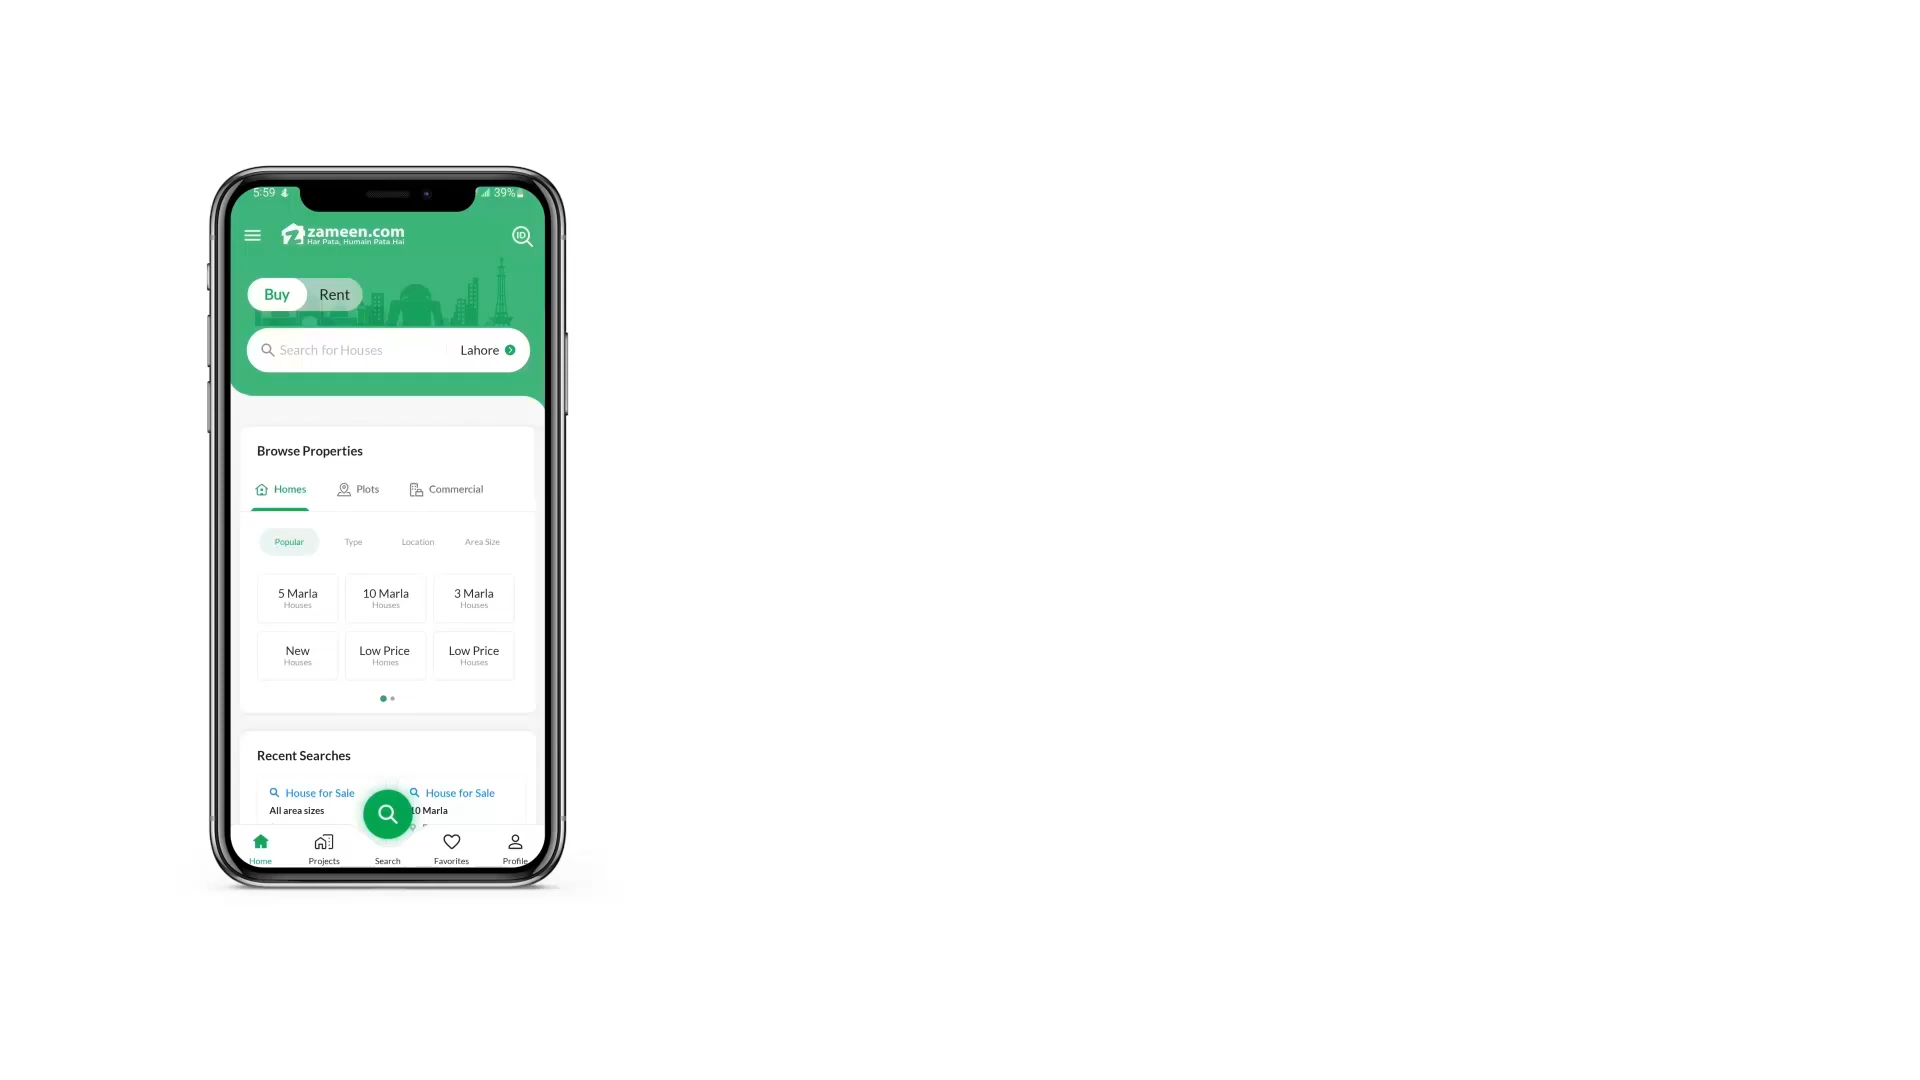 5:59
39%
zameen.com
Har Pata, Humain Pata Hai
ID
Buy Rent
Search for Houses Lahore
Browse Properties
Homes Plots Commercial
Popular Type Location Area Size
5 Marla 10 Marla 3 Marla
Houses Houses Houses
New Low Price Low Price
Houses Homes Houses
Recent Searches
House for Sale House for Sale
All area sizes 10 Marla
Home Projects Search Favorites Profile